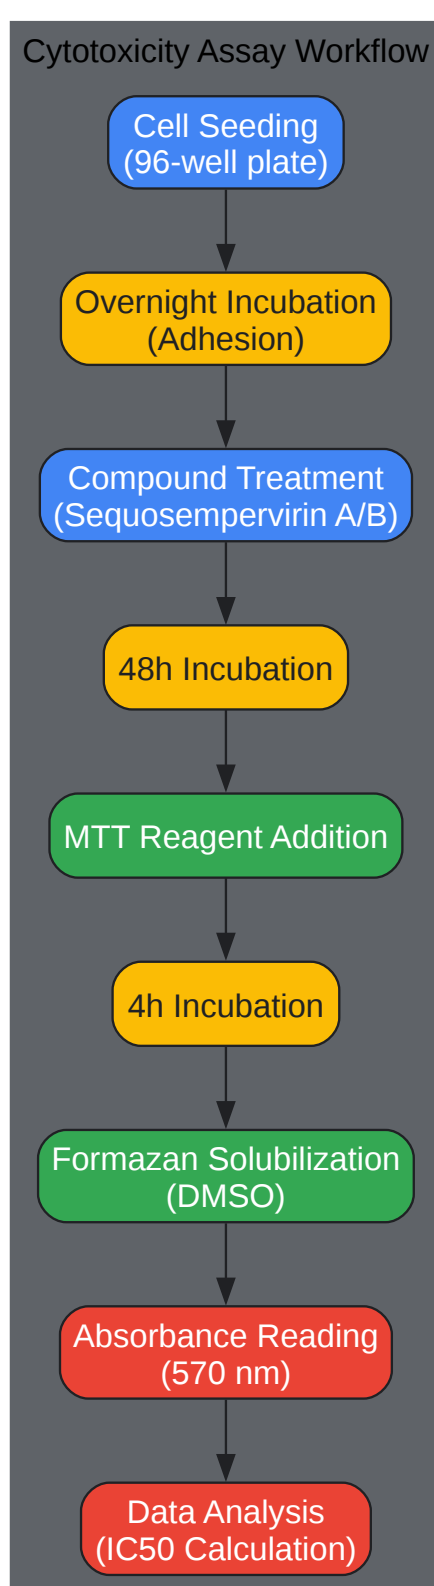 Cytotoxicity Assay Workflow
Cell Seeding
(96-well plate)
Overnight Incubation
(Adhesion)
Compound Treatment
(Sequosempervirin A/B)
48h Incubation
MTT Reagent Addition
4h Incubation
Formazan Solubilization
(DMSO)
Absorbance Reading
(570 nm)
Data Analysis
(IC50 Calculation)